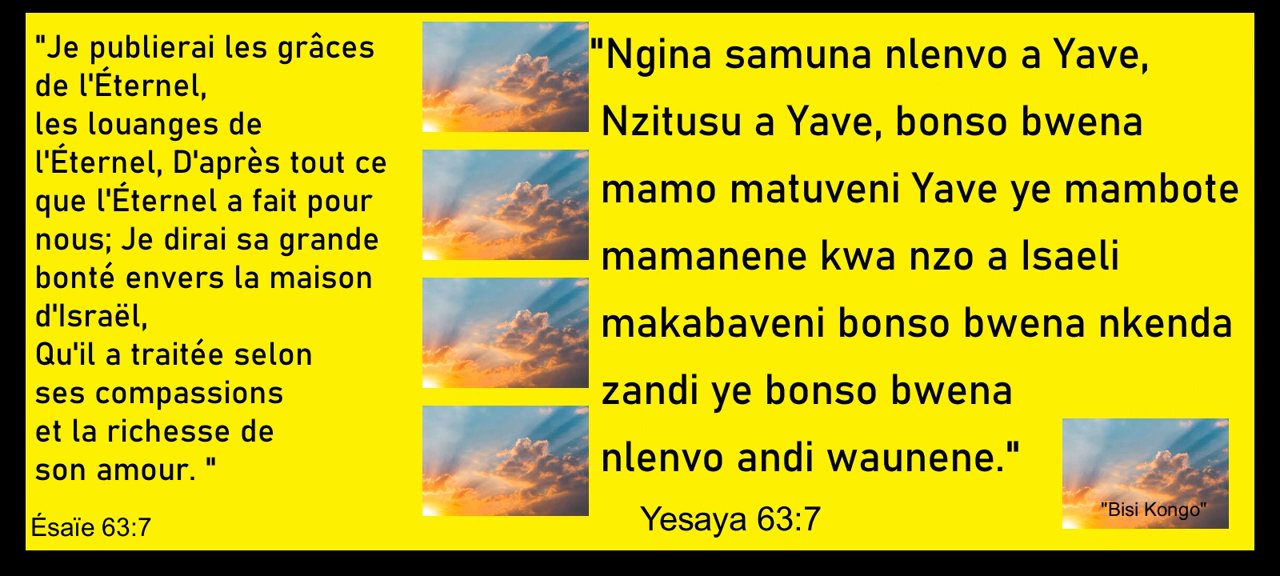 "Je publierai les grâces
de l'Éternel,
les louanges de
l'Éternel, D'après tout ce
que l'Éternel a fait pour
nous; Je dirai sa grande
bonté envers la maison
d'Israël,
Qu'il a traitée selon
ses compassions
et la richesse de
son amour. "
Ésaïe 63:7
"Ngina samuna nlenvo a Yave,
Nzitusu a Yave, bonso bwena
mamo matuveni Yave ye mambote
mamanene kwa nzo a Isaeli
makabaveni bonso bwena nkenda
zandi ye bonso bwena
nlenvo andi waunene."
Yesaya 63:7
"Bisi Kongo"